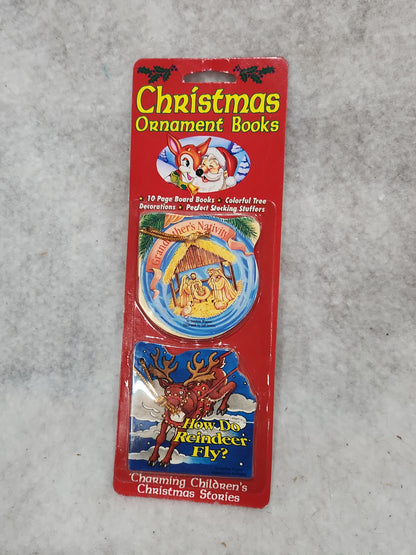 Christmas
Ornament Books
• 10 Page Board Books • Colorful Tree
Decorations • Perfect Stocking Stuffers
Grandfather's Nativity
How Do
Reindeer
Fly?
Charming Children's
Christmas Stories